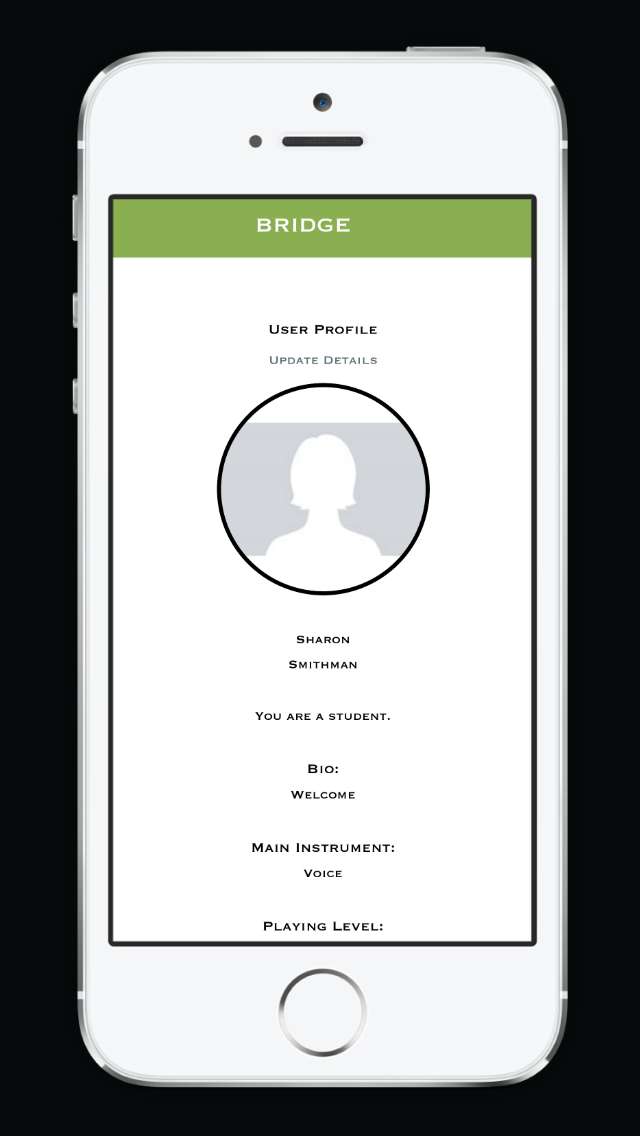 BRIDGE
User Profile
Update Details
Sharon
Smithman
You are a student.
Bio:
Welcome
Main Instrument:
Voice
Playing Level: